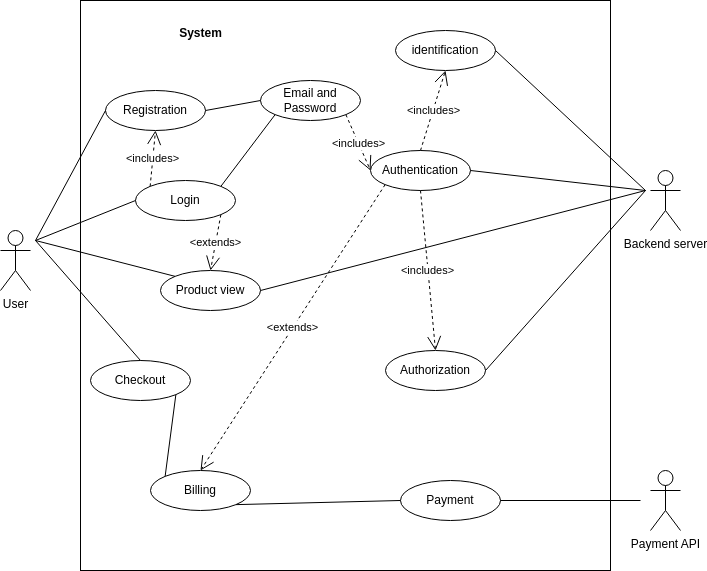 System
identification
Registration
Email and
Password
<includes>
<includes>
<includes>
Authentication
Login
Backend server
<extends>
Product view
<includes>
User
<extends>
Checkout
Authorization
Billing
Payment
Payment API